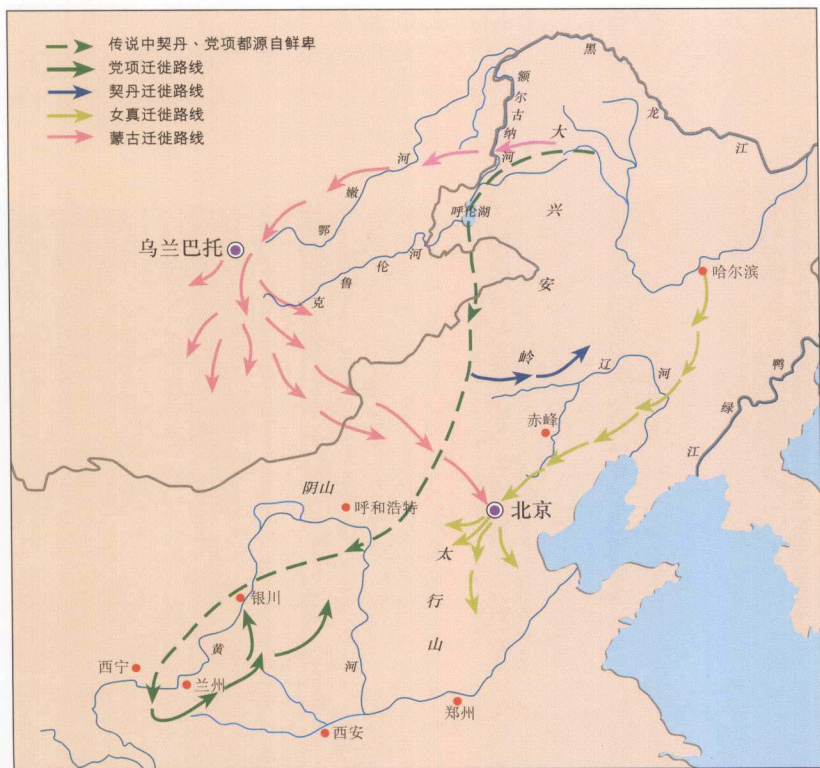 传说中契丹、党项都源自鲜卑
党项迁徙路线
契丹迁徙路线
女真迁徙路线
蒙古迁徙路线
黑龙江
额尔古纳河
大兴安岭
嫩河
鄂
呼伦湖
克鲁伦河
乌兰巴托
哈尔滨
辽河
鸭绿江
赤峰
阴山
呼和浩特
北京
太行山
银川
黄河
西宁
兰州
西安
郑州